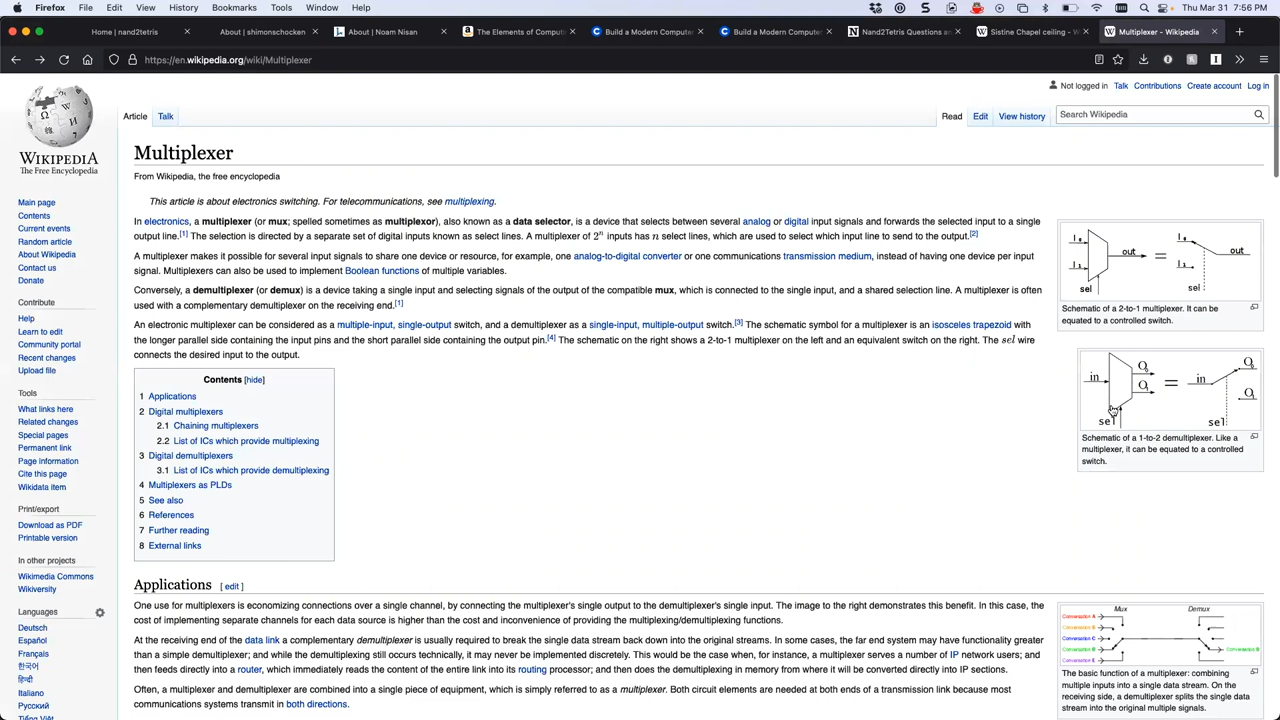 Firefox File Edit View History Bookmarks Tools Window Help Thu Mar 31 7:56 PM
Home | nand2tetris About | shimonschocken About | Noam Nisan The Elements of Comput Build a Modern Computer Build a Modern Computer Nand2Tetris Questions an Sistine Chapel ceiling - W Multiplexer - Wikipedia
https://en.wikipedia.org/wiki/Multiplexer
Not logged in Talk Contributions Create account Log in
Article Talk Read Edit View history Search Wikipedia
WIKIPEDIA
The Free Encyclopedia
Main page
Contents
Current events
Random article
About Wikipedia
Contact us
Donate
Contribute
Help
Learn to edit
Community portal
Recent changes
Upload file
Tools
What links here
Related changes
Special pages
Permanent link
Page information
Cite this page
Wikidata item
Print/export
Download as PDF
Printable version
In other projects
Wikimedia Commons
Wikiversity
Languages
Deutsch
Español
Français
한국어
हिन्दी
Italiano
Русский
Tiếng Việt
Multiplexer
From Wikipedia, the free encyclopedia
This article is about electronics switching. For telecommunications, see multiplexing.
In electronics, a multiplexer (or mux; spelled sometimes as multiplexor), also known as a data selector, is a device that selects between several analog or digital input signals and forwards the selected input to a single
output line.[1] The selection is directed by a separate set of digital inputs known as select lines. A multiplexer of 2ⁿ inputs has n select lines, which are used to select which input line to send to the output.[2]
A multiplexer makes it possible for several input signals to share one device or resource, for example, one analog-to-digital converter or one communications transmission medium, instead of having one device per input
signal. Multiplexers can also be used to implement Boolean functions of multiple variables.
Conversely, a demultiplexer (or demux) is a device taking a single input and selecting signals of the output of the compatible mux, which is connected to the single input, and a shared selection line. A multiplexer is often
used with a complementary demultiplexer on the receiving end.[1]
An electronic multiplexer can be considered as a multiple-input, single-output switch, and a demultiplexer as a single-input, multiple-output switch.[3] The schematic symbol for a multiplexer is an isosceles trapezoid with
the longer parallel side containing the input pins and the short parallel side containing the output pin.[4] The schematic on the right shows a 2-to-1 multiplexer on the left and an equivalent switch on the right. The sel wire
connects the desired input to the output.
Contents [hide]
1 Applications
2 Digital multiplexers
2.1 Chaining multiplexers
2.2 List of ICs which provide multiplexing
3 Digital demultiplexers
3.1 List of ICs which provide demultiplexing
4 Multiplexers as PLDs
5 See also
6 References
7 Further reading
8 External links
Applications [ edit ]
One use for multiplexers is economizing connections over a single channel, by connecting the multiplexer's single output to the demultiplexer's single input. The image to the right demonstrates this benefit. In this case, the
cost of implementing separate channels for each data source is higher than the cost and inconvenience of providing the multiplexing/demultiplexing functions.
At the receiving end of the data link a complementary demultiplexer is usually required to break the single data stream back down into the original streams. In some cases, the far end system may have functionality greater
than a simple demultiplexer; and while the demultiplexing still occurs technically, it may never be implemented discretely. This would be the case when, for instance, a multiplexer serves a number of IP network users; and
then feeds directly into a router, which immediately reads the content of the entire link into its routing processor; and then does the demultiplexing in memory from where it will be converted directly into IP sections.
Often, a multiplexer and demultiplexer are combined into a single piece of equipment, which is simply referred to as a multiplexer. Both circuit elements are needed at both ends of a transmission link because most
communications systems transmit in both directions.
I₀ I₀
out = out
I₁ I₁
sel sel
Schematic of a 2-to-1 multiplexer. It can be
equated to a controlled switch.
in O₀ = in O₀
O₁ O₁
sel sel
Schematic of a 1-to-2 demultiplexer. Like a
multiplexer, it can be equated to a controlled
switch.
Mux Demux
Conversation A
Conversation B
Conversation C
Conversation D Conversation B
Conversation E
The basic function of a multiplexer: combining
multiple inputs into a single data stream. On the
receiving side, a demultiplexer splits the single data
stream into the original multiple signals.